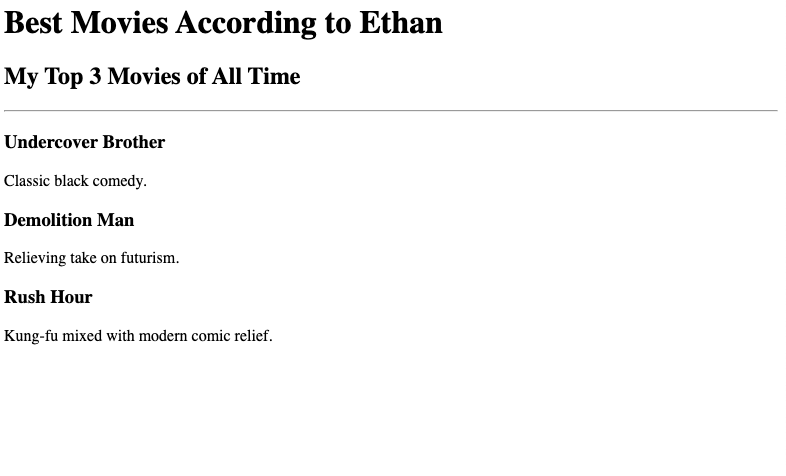 Best Movies According to Ethan
My Top 3 Movies of All Time
Undercover Brother
Classic black comedy.
Demolition Man
Relieving take on futurism.
Rush Hour
Kung-fu mixed with modern comic relief.